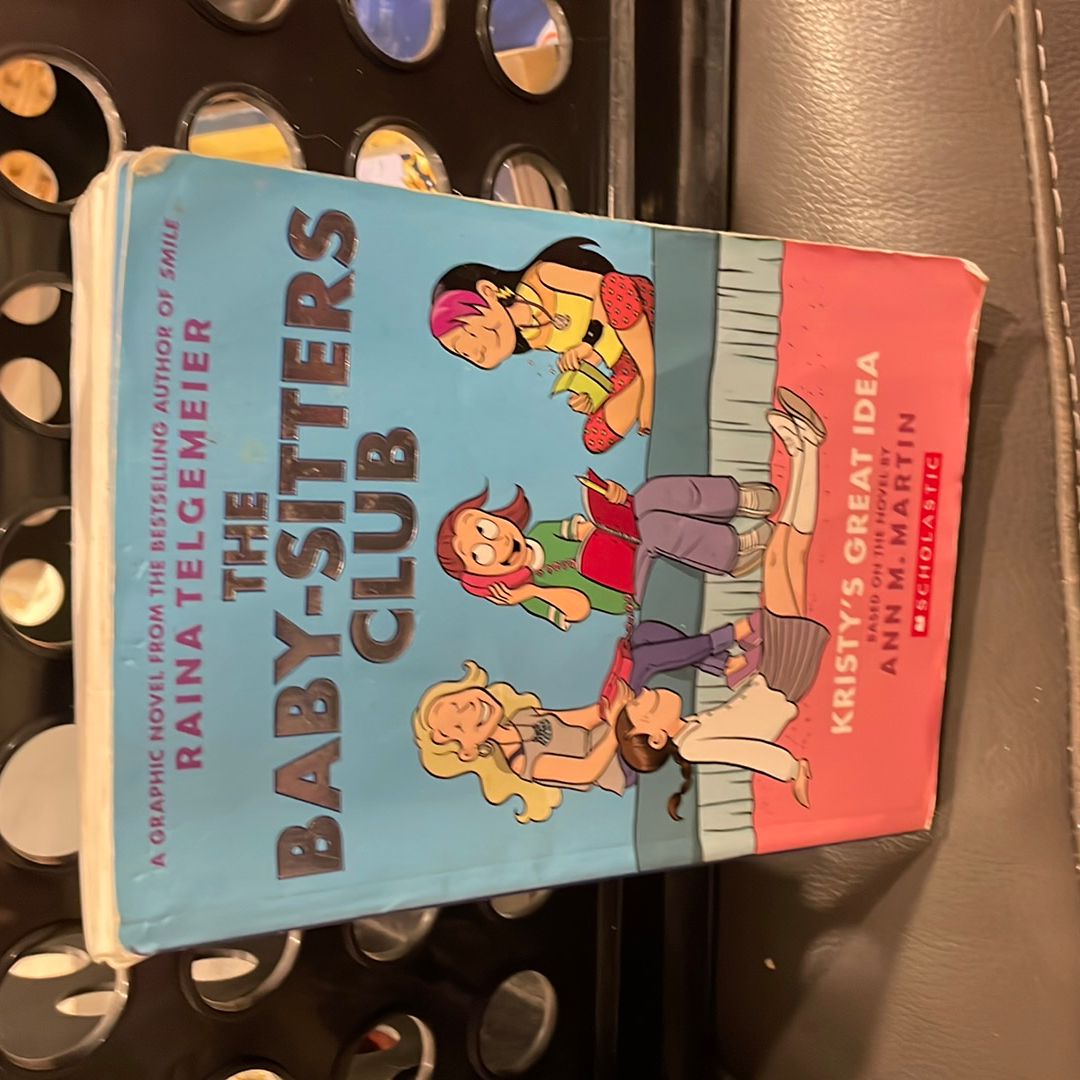 A GRAPHIC NOVEL FROM THE BESTSELLING AUTHOR OF SMILE
RAINA TELGEMEIER
THE
BABY-SITTERS
CLUB
KRISTY'S GREAT IDEA
BASED ON THE NOVEL BY
ANN M. MARTIN
SCHOLASTIC